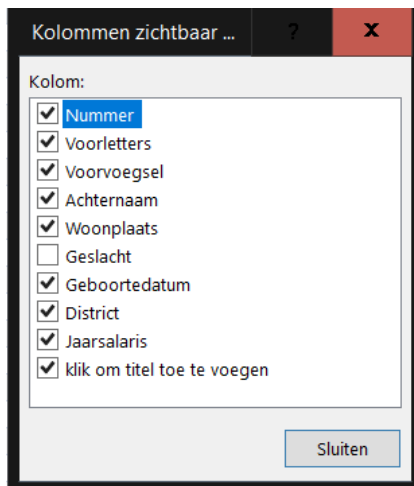 Kolommen zichtbaar ... ? x
Kolom:
Nummer
Voorletters
Voorvoegsel
Achternaam
Woonplaats
Geslacht
Geboortedatum
District
Jaarsalaris
klik om titel toe te voegen
Sluiten